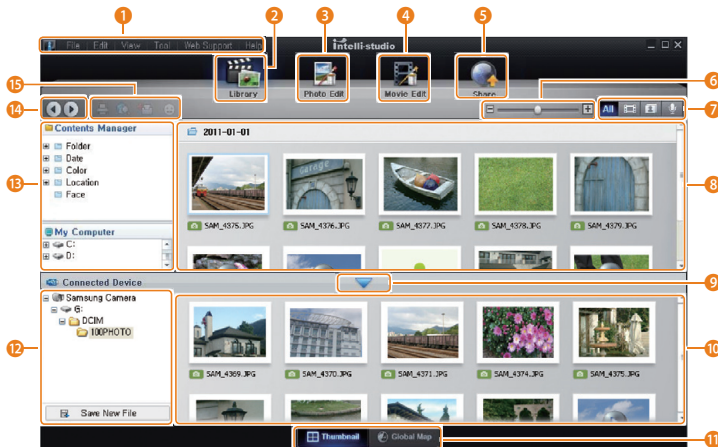 1 2 3 4 5
File Edit View Tool Web Support Help
intelli-studio
Library Photo Edit Movie Edit Share
15
6
14
All
7
Contents Manager
2011-01-01
Folder
Date
Color
Location
Face
13
SAM_4375.JPG SAM_4376.JPG SAM_4377.JPG SAM_4378.JPG SAM_4379.JPG
8
My Computer
C:
D:
Connected Device
9
Samsung Camera
G:
DCIM
100PHOTO
12
SAM_4369.JPG SAM_4370.JPG SAM_4371.JPG SAM_4374.JPG SAM_4375.JPG
10
Save New File
Thumbnail Global Map
11